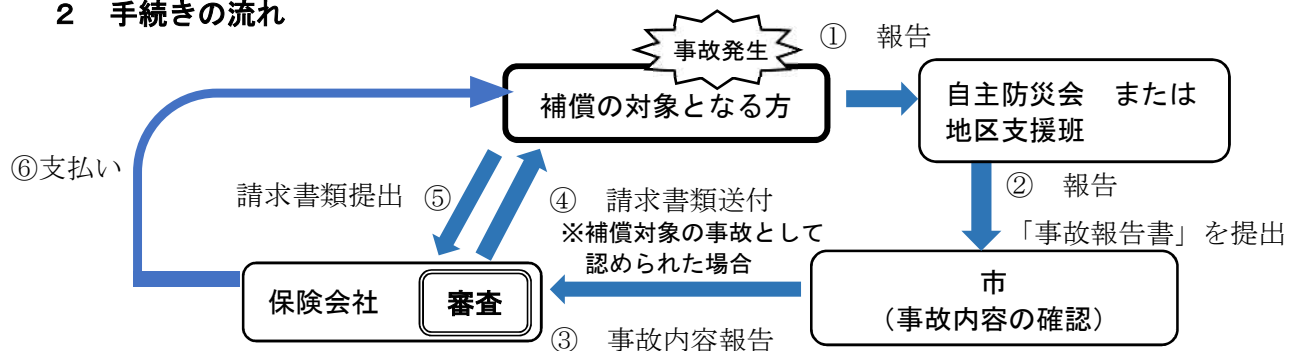 ２　手続きの流れ
事故発生
①　報告
補償の対象となる方
自主防災会　または
地区支援班
⑥支払い
請求書類提出　⑤
④　請求書類送付
※補償対象の事故として
認められた場合
②　報告
「事故報告書」を提出
保険会社
審査
市
（事故内容の確認）
③　事故内容報告